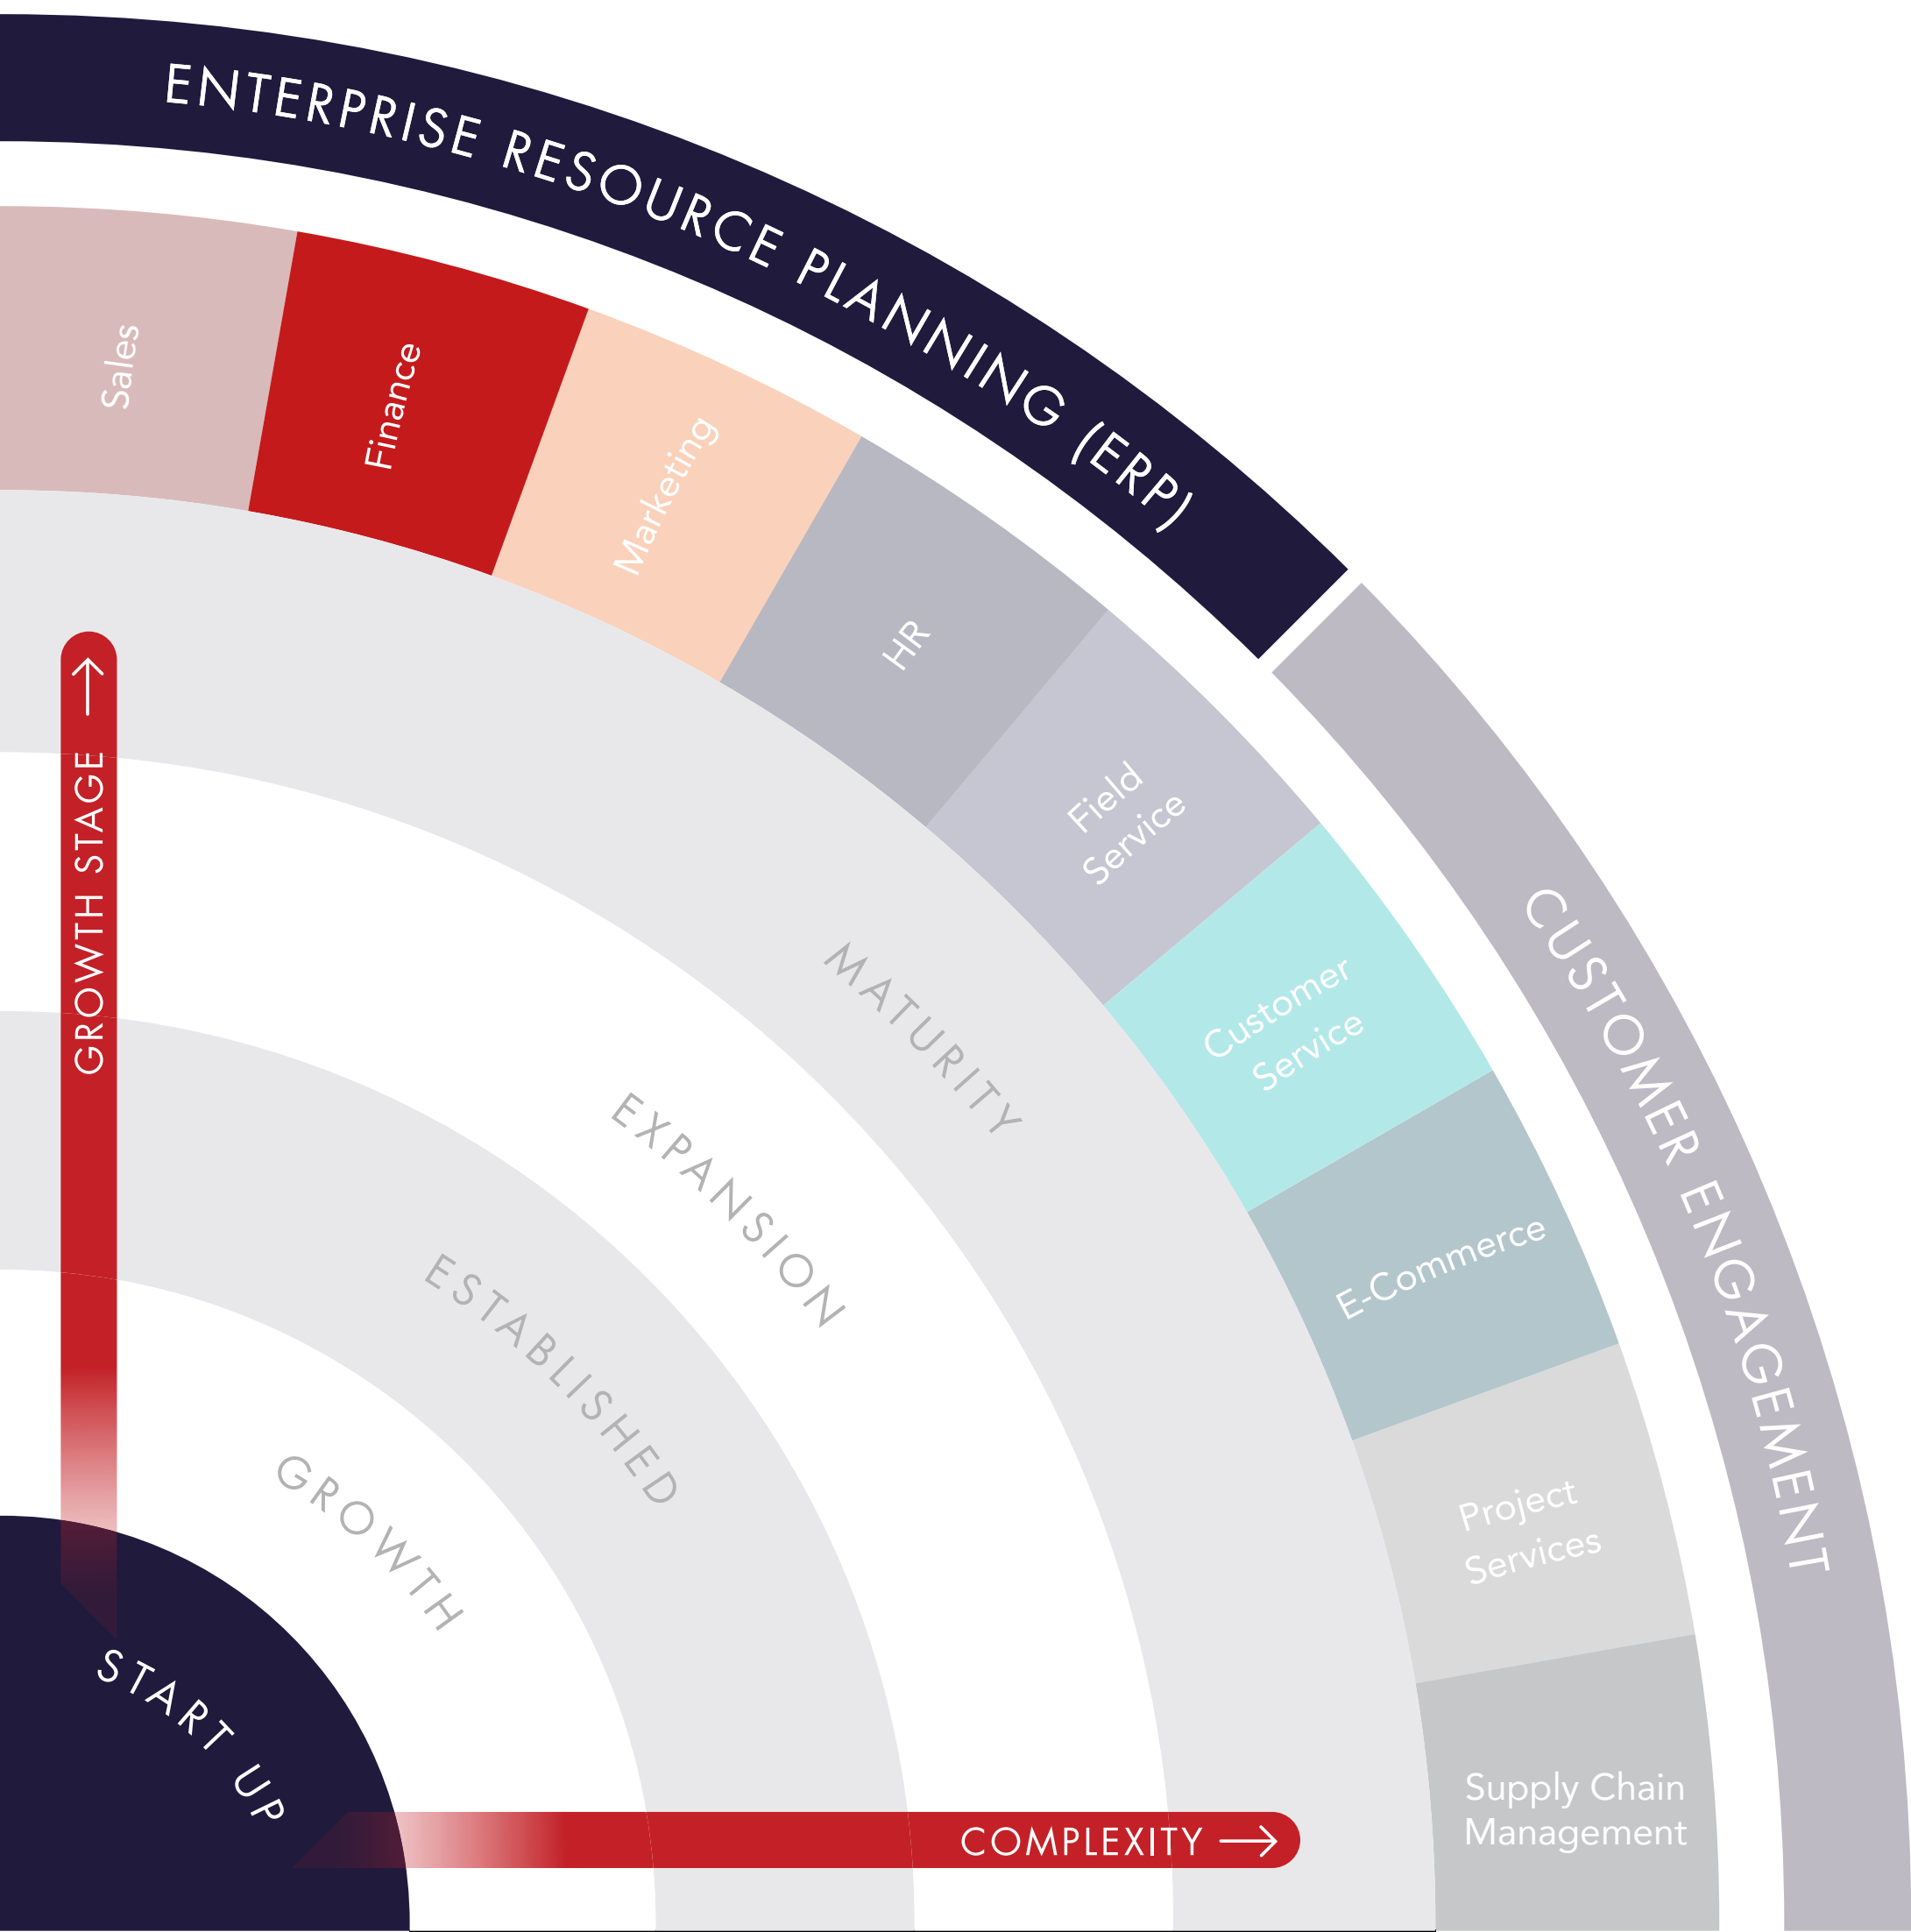 ENTERPRISE RESOURCE PLANNING (ERP)
CUSTOMER ENGAGEMENT
Sales
Finance
Marketing
HR
Field
Service
Customer
Service
E-Commerce
Project
Services
Supply Chain
Management
MATURITY
EXPANSION
ESTABLISHED
GROWTH
START UP
GROWTH STAGE →
COMPLEXITY →